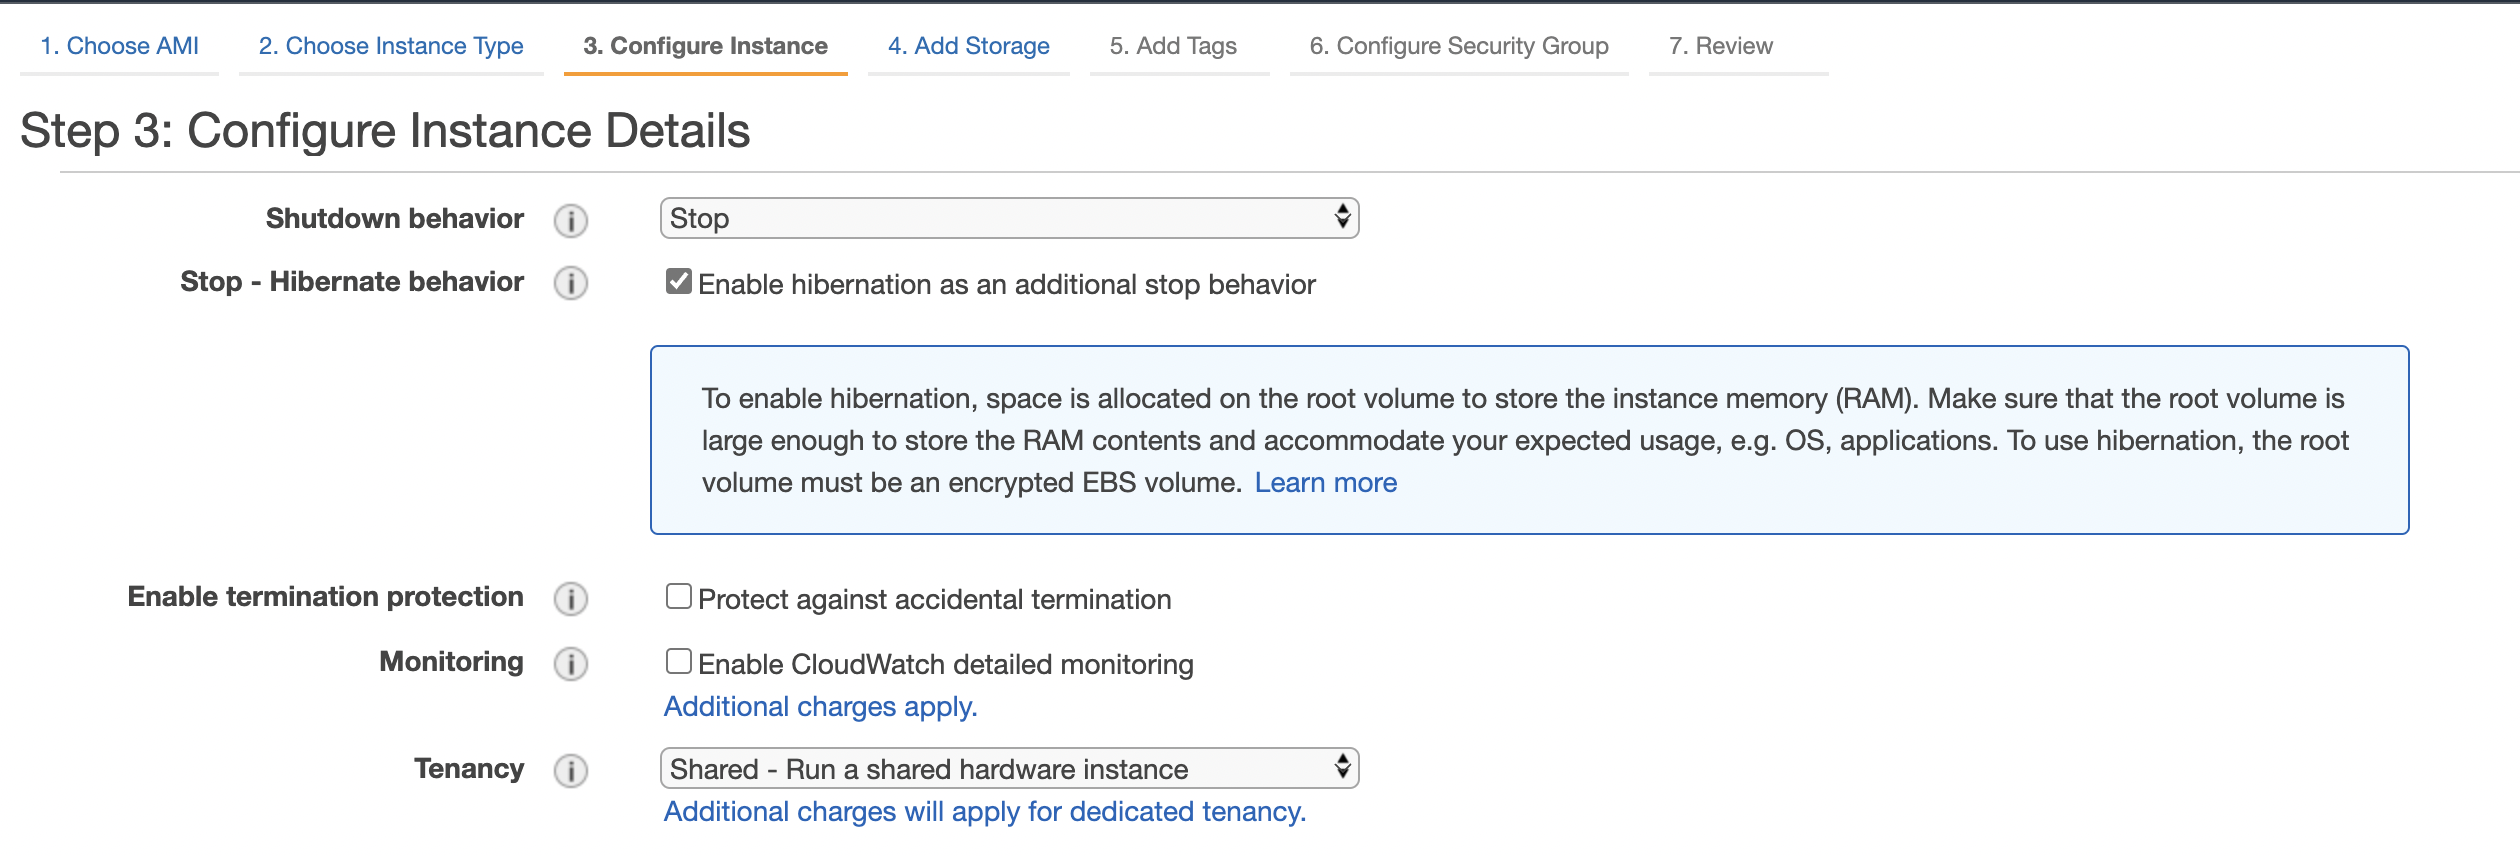 1. Choose AMI 2. Choose Instance Type 3. Configure Instance 4. Add Storage 5. Add Tags 6. Configure Security Group 7. Review
Step 3: Configure Instance Details
Shutdown behavior i Stop
Stop - Hibernate behavior i Enable hibernation as an additional stop behavior
To enable hibernation, space is allocated on the root volume to store the instance memory (RAM). Make sure that the root volume is
large enough to store the RAM contents and accommodate your expected usage, e.g. OS, applications. To use hibernation, the root
volume must be an encrypted EBS volume. Learn more
Enable termination protection i Protect against accidental termination
Monitoring i Enable CloudWatch detailed monitoring
Additional charges apply.
Tenancy i Shared - Run a shared hardware instance
Additional charges will apply for dedicated tenancy.